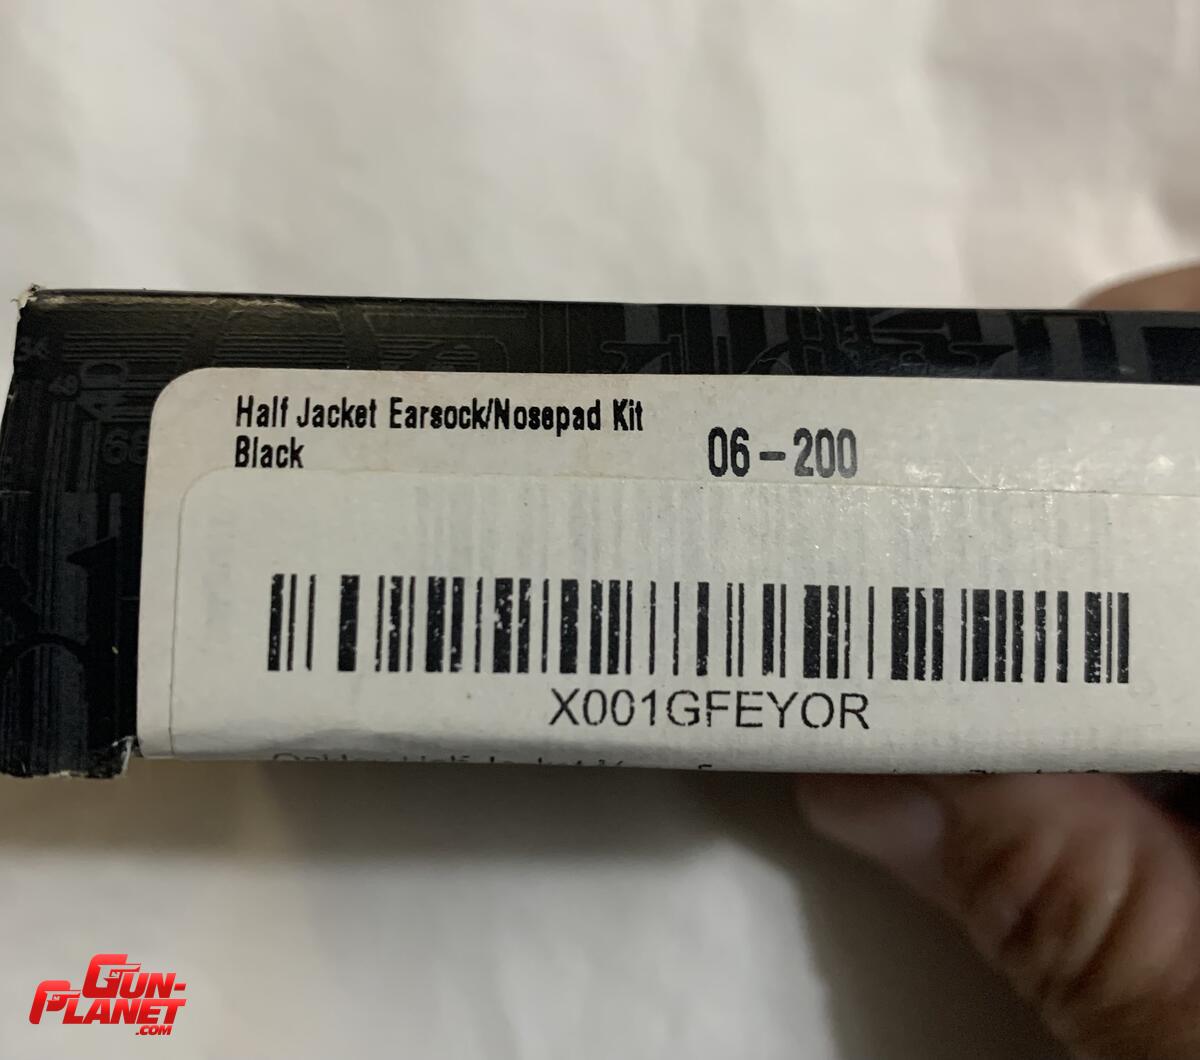 Half Jacket Earsock/Nosepad Kit
Black
06-200
X001GFEYOR
GUN-
PLANET
.COM